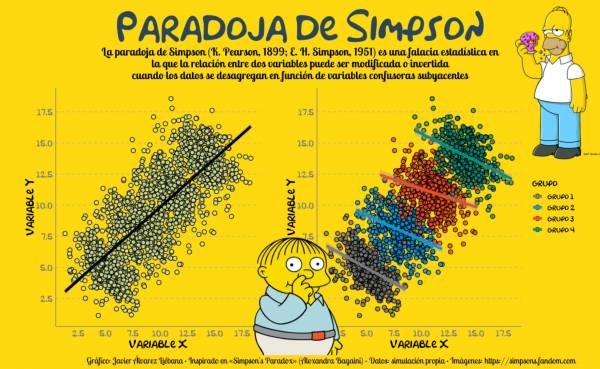 PARADOJA DE SIMPSON
La paradoja de Simpson (K. Pearson, 1899; E. H. Simpson, 1951) es una falacia estadística en
la que la relación entre dos variables puede ser modificada o invertida
cuando los datos se desagregan en función de variables confusoras subyacentes
17.5
15.0
12.5
10.0
7.5
5.0
2.5
VARIABLE Y
2.5 5.0 7.5 10.0 12.5 15.0 17.5
VARIABLE X
17.5
15.0
12.5
10.0
7.5
5.0
2.5
VARIABLE Y
2.5 5.0 7.5 10.0 12.5 15.0 17.5
VARIABLE X
GRUPO
GRUPO 1
GRUPO 2
GRUPO 3
GRUPO 4
Gráfico: Javier Álvarez Liébana • Inspirado en «Simpson's Paradox» (Alexandra Bagaini) • Datos: simulación propia • Imágenes: https://simpsons.fandom.com